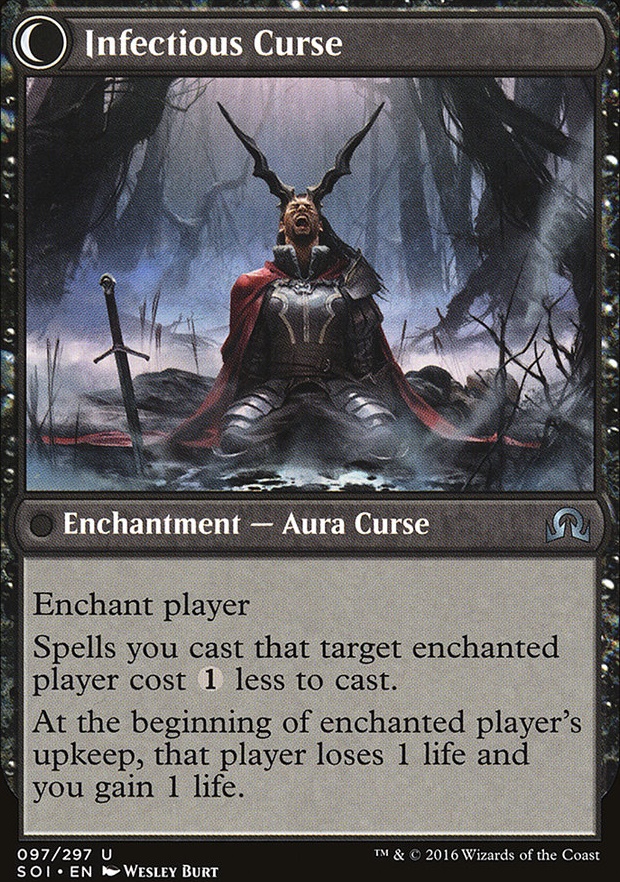 Infectious Curse
Enchantment — Aura Curse
Enchant player
Spells you cast that target enchanted
player cost 1 less to cast.
At the beginning of enchanted player's
upkeep, that player loses 1 life and
you gain 1 life.
097/297 U
SOI • EN Wesley Burt
™ & © 2016 Wizards of the Coast